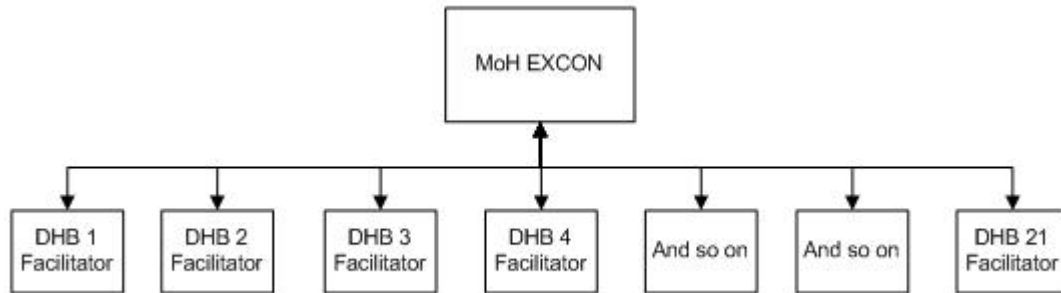 MoH EXCON
DHB 1
Facilitator
DHB 2
Facilitator
DHB 3
Facilitator
DHB 4
Facilitator
And so on
And so on
DHB 21
Facilitator